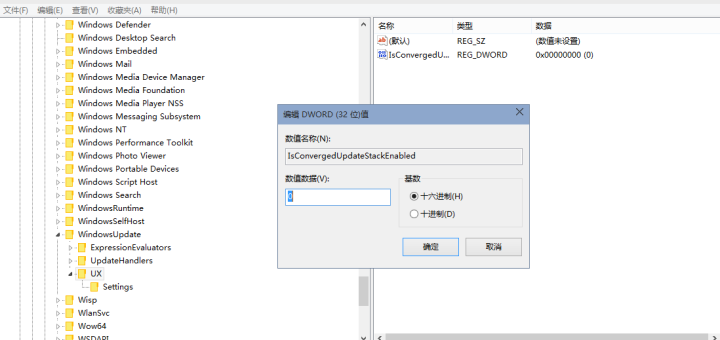 文件(F) 编辑(E) 查看(V) 收藏夹(A) 帮助(H)
Windows Defender
Windows Desktop Search
Windows Embedded
Windows Mail
Windows Media Device Manager
Windows Media Foundation
Windows Media Player NSS
Windows Messaging Subsystem
Windows NT
Windows Performance Toolkit
Windows Photo Viewer
Windows Portable Devices
Windows Script Host
Windows Search
WindowsRuntime
WindowsSelfHost
WindowsUpdate
ExpressionEvaluators
UpdateHandlers
UX
Settings
Wisp
WlanSvc
Wow64
WSDAPI
名称 类型 数据
(默认) REG_SZ (数值未设置)
IsConvergedU... REG_DWORD 0x00000000 (0)
编辑 DWORD (32 位)值
数值名称(N):
IsConvergedUpdateStackEnabled
数值数据(V):
0
基数
十六进制(H)
十进制(D)
确定 取消